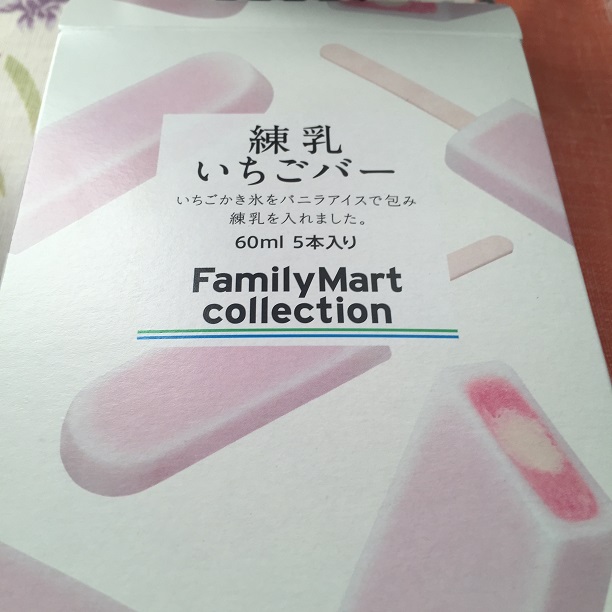 練乳
いちごバー
いちごかき氷をバニラアイスで包み
練乳を入れました。
60ml 5本入り
FamilyMart
collection